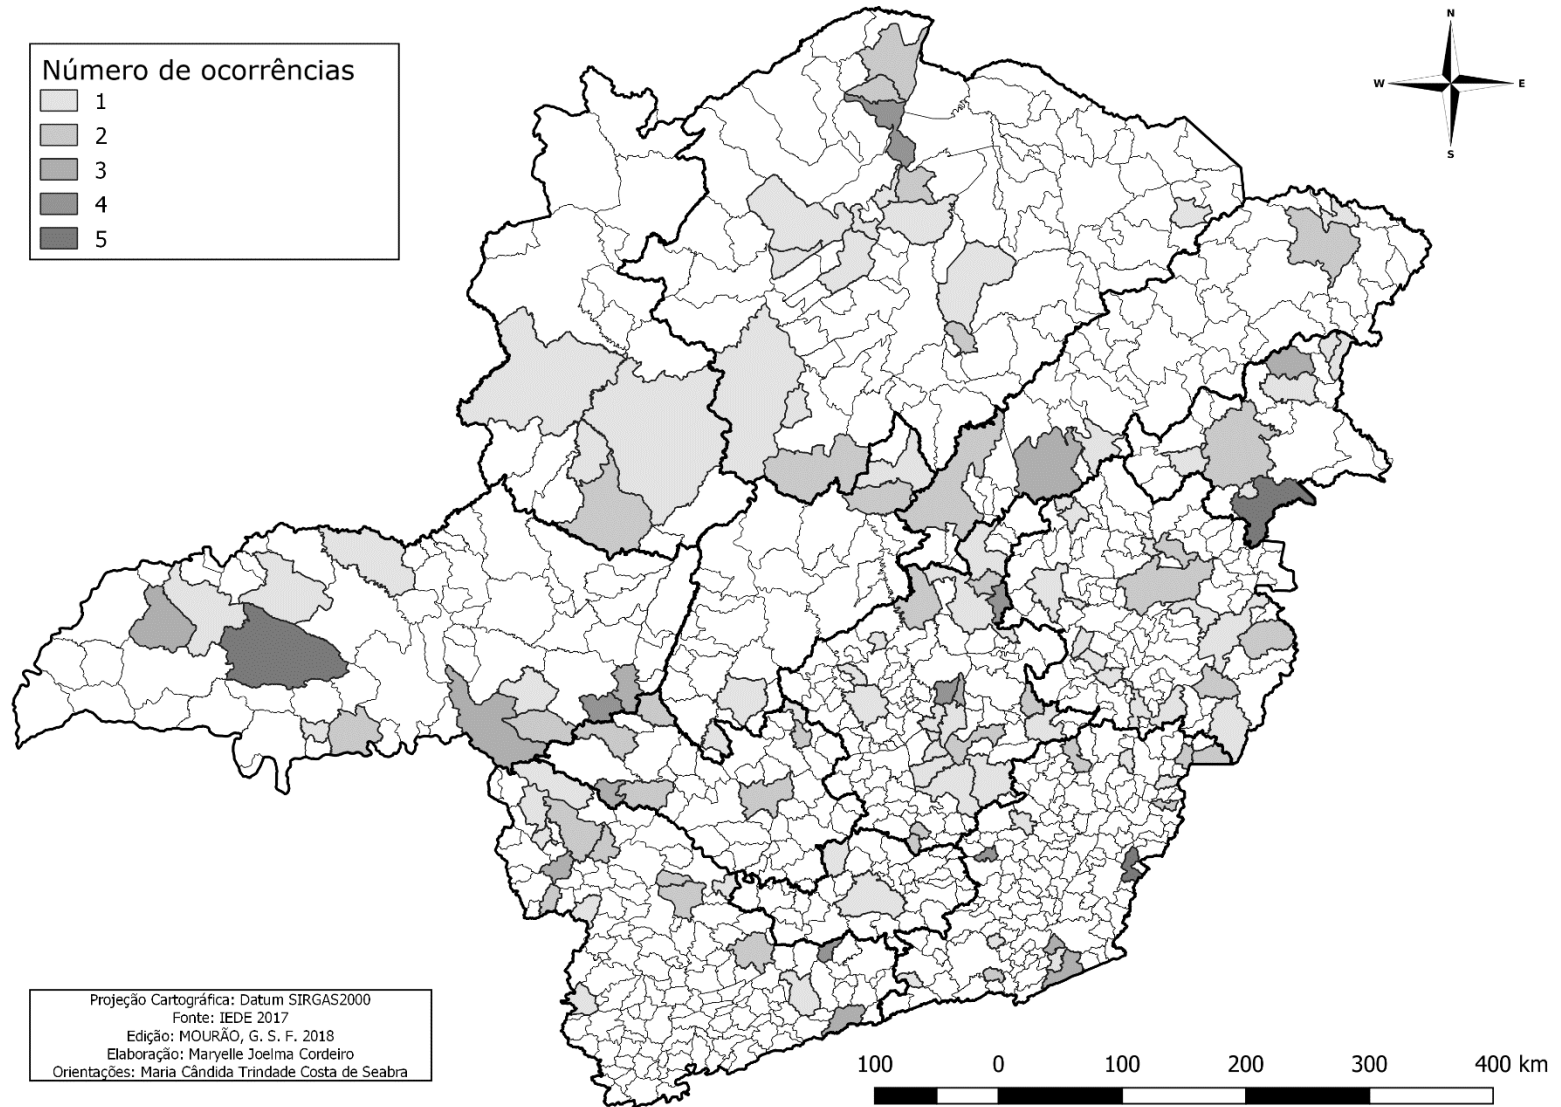 Número de ocorrências
1
2
3
4
5
N
W
E
S
Projeção Cartográfica: Datum SIRGAS2000
Fonte: IEDE 2017
Edição: MOURÃO, G. S. F. 2018
Elaboração: Maryelle Joelma Cordeiro
Orientações: Maria Cândida Trindade Costa de Seabra
100 0 100 200 300 400 km